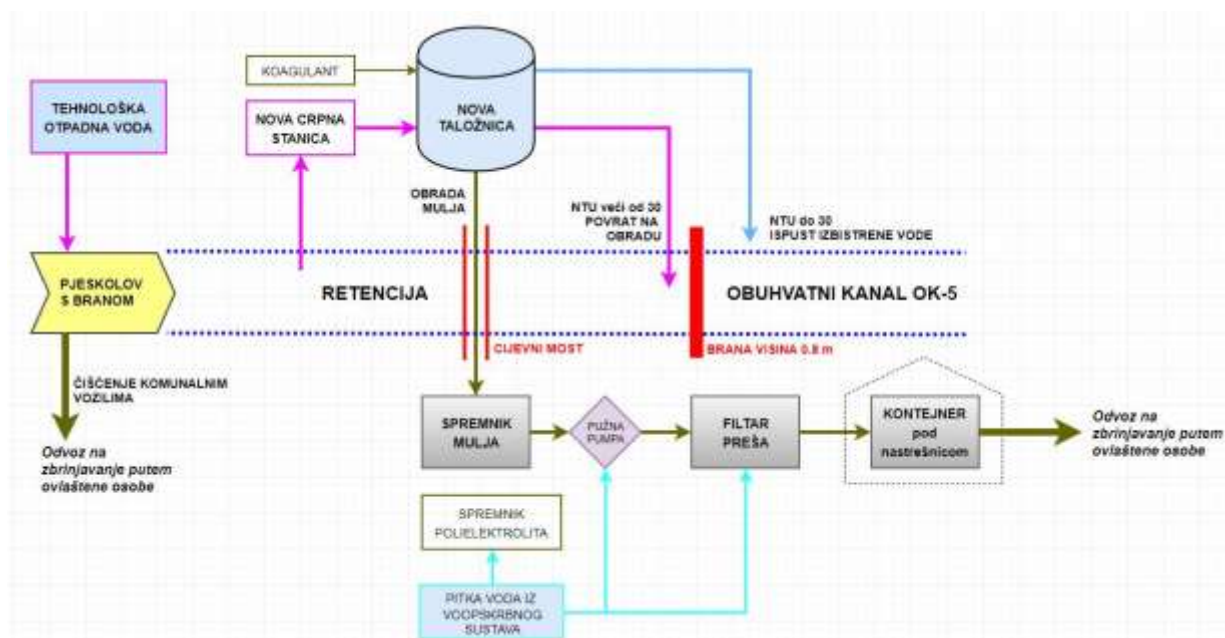 KOAGULANT
TEHNOLOŠKA
OTPADNA VODA
NOVA CRPNA
STANICA
NOVA
TALOŽNICA
OBRADA
MULJA
NTU veći od 30
POVRAT NA
OBRADU
NTU do 30
ISPUST IZBISTRENE VODE
PJESKOLOV
S BRANOM
RETENCIJA
OBUHVATNI KANAL OK-5
CIJEVNI MOST
BRANA VISINA 0.8 m
ČIŠĆENJE KOMUNALNIM
VOZILIMA
Odvoz na
zbrinjavanje putem
ovlaštene osobe
SPREMNIK
MULJA
PUŽNA
PUMPA
FILTAR
PREŠA
KONTEJNER
pod
nastrešnicom
Odvoz na
zbrinjavanje putem
ovlaštene osobe
SPREMNIK
POLIELEKTROLITA
PITKA VODA IZ
VOOPSKRBNOG
SUSTAVA